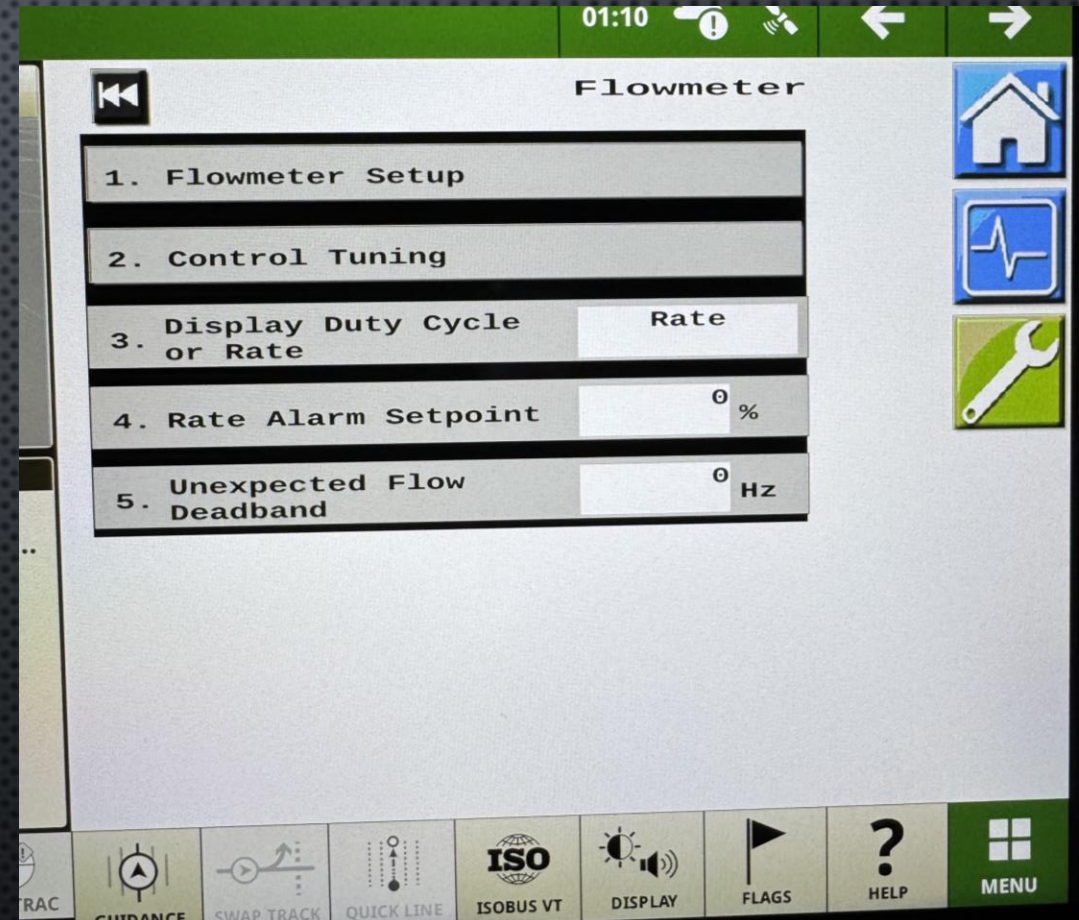 01:10
Flowmeter
1. Flowmeter Setup
2. Control Tuning
3. Display Duty Cycle
or Rate
Rate
4. Rate Alarm Setpoint
0 %
5. Unexpected Flow
Deadband
0 Hz
..
TRAC
GUIDANCE
SWAP TRACK
QUICK LINE
ISO
ISOBUS VT
DISPLAY
FLAGS
?
HELP
MENU